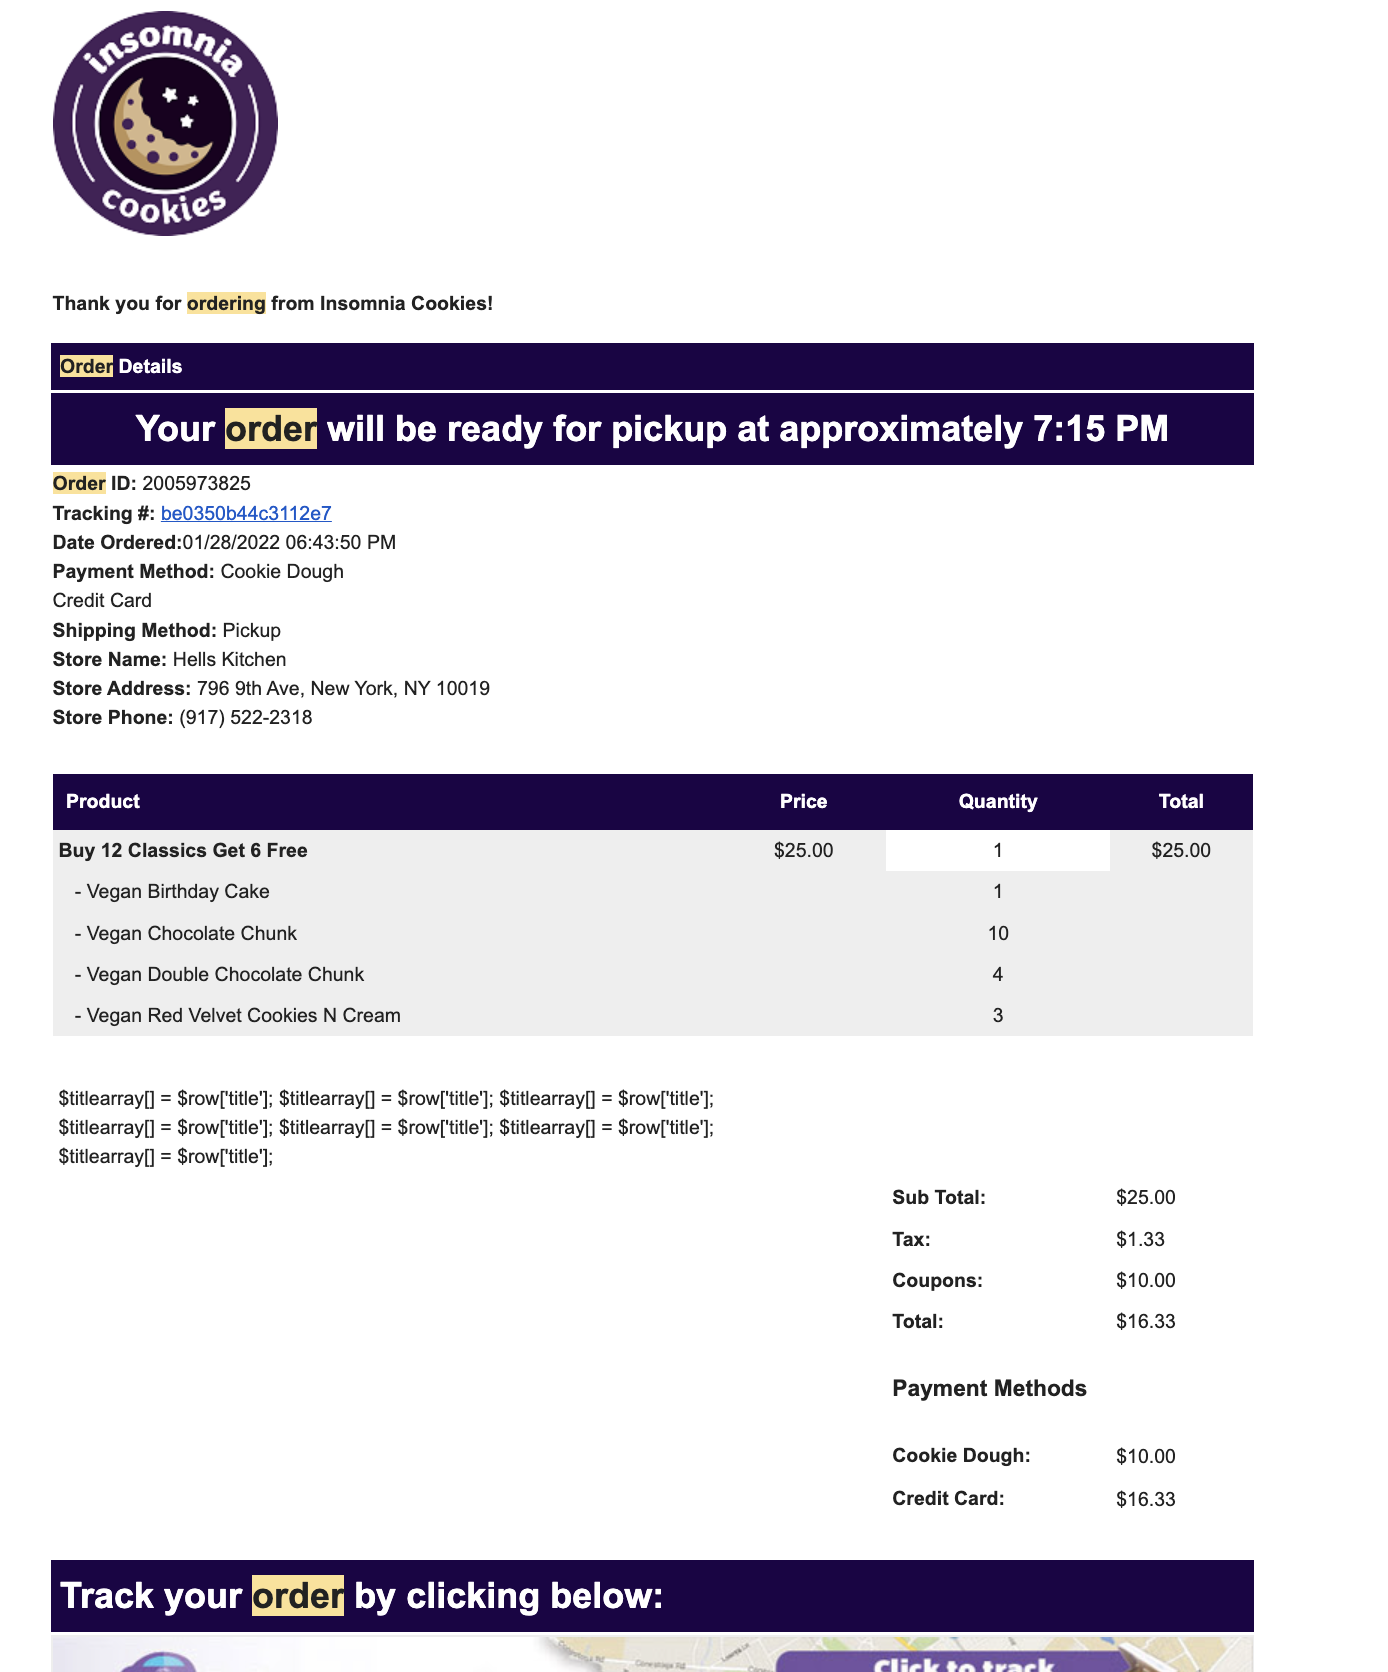 insomnia
cookies
Thank you for ordering from Insomnia Cookies!
Order Details
Your order will be ready for pickup at approximately 7:15 PM
Order ID: 2005973825
Tracking #: be0350b44c3112e7
Date Ordered:01/28/2022 06:43:50 PM
Payment Method: Cookie Dough
Credit Card
Shipping Method: Pickup
Store Name: Hells Kitchen
Store Address: 796 9th Ave, New York, NY 10019
Store Phone: (917) 522-2318
Product Price Quantity Total
Buy 12 Classics Get 6 Free $25.00 1 $25.00
- Vegan Birthday Cake 1
- Vegan Chocolate Chunk 10
- Vegan Double Chocolate Chunk 4
- Vegan Red Velvet Cookies N Cream 3
$titlearray[] = $row['title']; $titlearray[] = $row['title']; $titlearray[] = $row['title'];
$titlearray[] = $row['title']; $titlearray[] = $row['title']; $titlearray[] = $row['title'];
$titlearray[] = $row['title'];
Sub Total: $25.00
Tax: $1.33
Coupons: $10.00
Total: $16.33
Payment Methods
Cookie Dough: $10.00
Credit Card: $16.33
Track your order by clicking below:
Conestoga Rd
Click to track